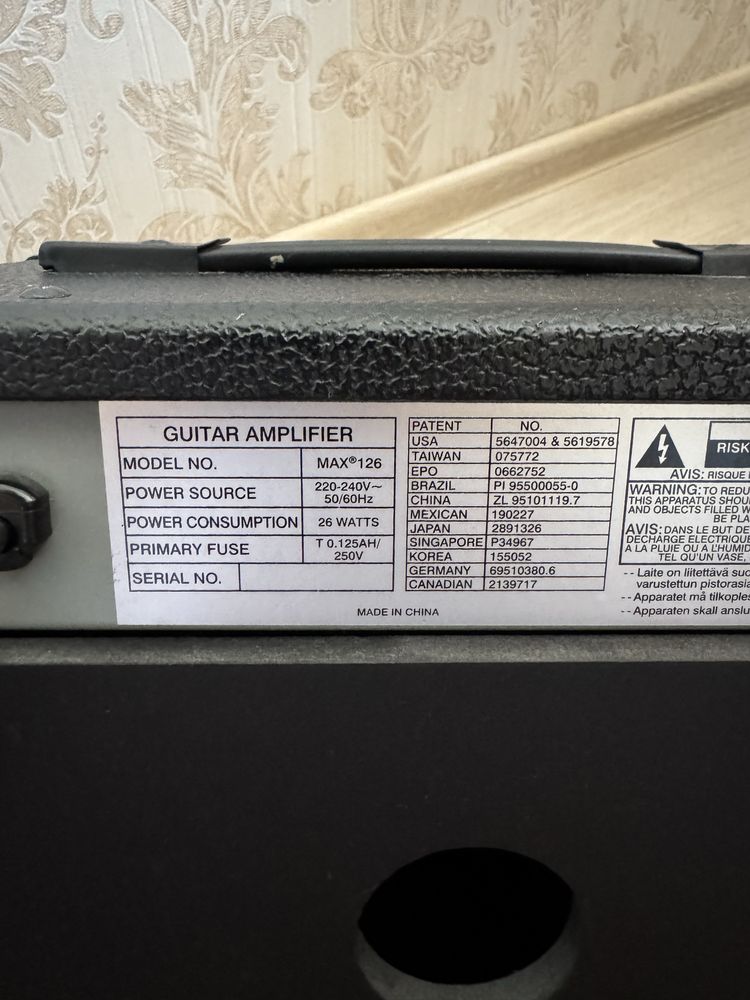 GUITAR AMPLIFIER
MODEL NO. MAX®126
POWER SOURCE 220-240V~ 50/60Hz
POWER CONSUMPTION 26 WATTS
PRIMARY FUSE T 0.125AH/ 250V
SERIAL NO.
PATENT NO.
USA 5647004 & 5619578
TAIWAN 075772
EPO 0662752
BRAZIL PI 95500055-0
CHINA ZL 95101119.7
MEXICAN 190227
JAPAN 2891326
SINGAPORE P34967
KOREA 155052
GERMANY 69510380.6
CANADIAN 2139717
MADE IN CHINA
RISK
AVIS: RISQUE
WARNING: TO REDU
THIS APPARATUS SHOU
AND OBJECTS FILLED W
BE PLA
AVIS: DANS LE BUT DE
DECHARGE ELECTRIQUE
A LA PLUIE OU A L'HUMID
TEL QU'UN VASE,
-- Laite on liitettävä suo
varustettun pistorasia
-- Apparatet må tilkoples
-- Apparaten skall anslu